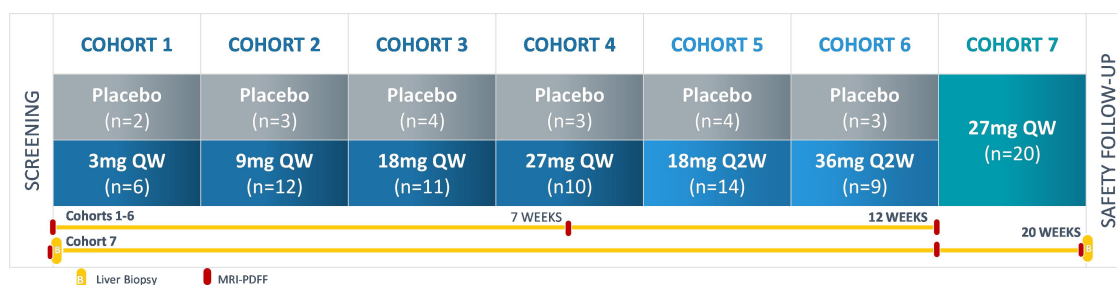 SCREENING
COHORT 1
COHORT 2
COHORT 3
COHORT 4
COHORT 5
COHORT 6
COHORT 7
Placebo
(n=2)
Placebo
(n=3)
Placebo
(n=4)
Placebo
(n=3)
Placebo
(n=4)
Placebo
(n=3)
3mg QW
(n=6)
9mg QW
(n=12)
18mg QW
(n=11)
27mg QW
(n10)
18mg Q2W
(n=14)
36mg Q2W
(n=9)
27mg QW
(n=20)
SAFETY FOLLOW-UP
Cohorts 1-6
7 WEEKS
12 WEEKS
Cohort 7
20 WEEKS
B
B
B Liver Biopsy
MRI-PDFF